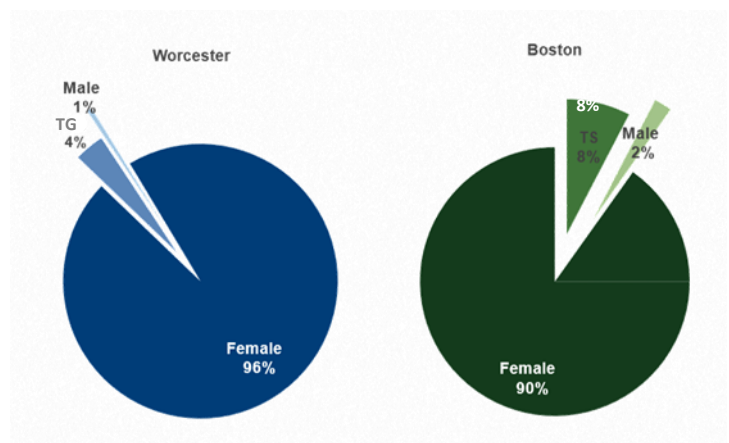 Worcester
Male
1%
TG
4%
Female
96%
Boston
8%
TS
8%
Male
2%
Female
90%